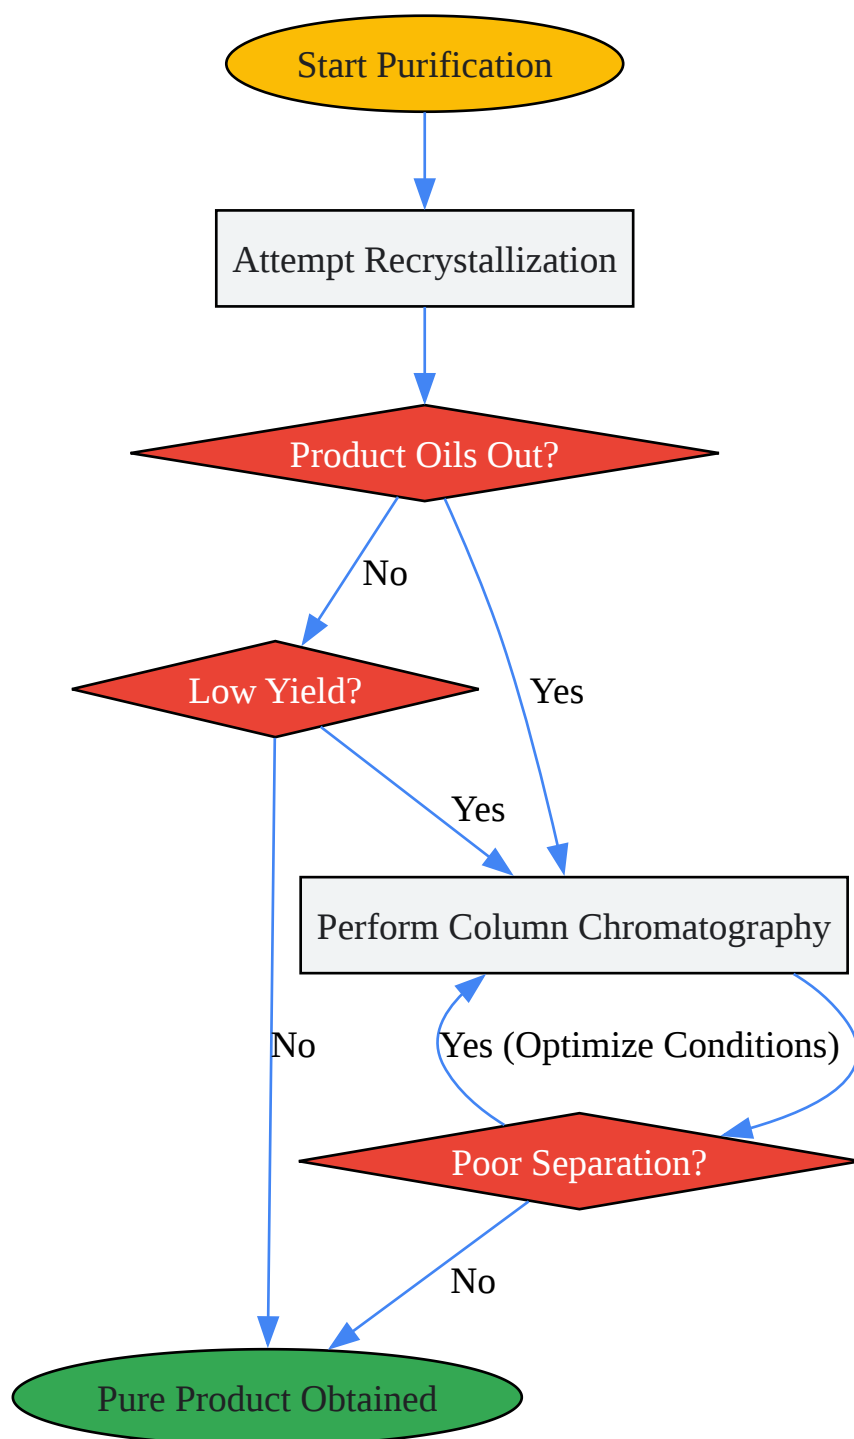 Start Purification
Attempt Recrystallization
Product Oils Out?
No
Yes
Low Yield?
Yes
Perform Column Chromatography
No
Yes (Optimize Conditions)
Poor Separation?
No
Pure Product Obtained